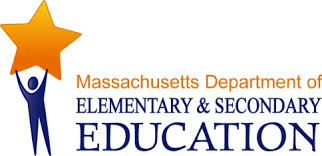 Massachusetts Department of
ELEMENTARY & SECONDARY
EDUCATION